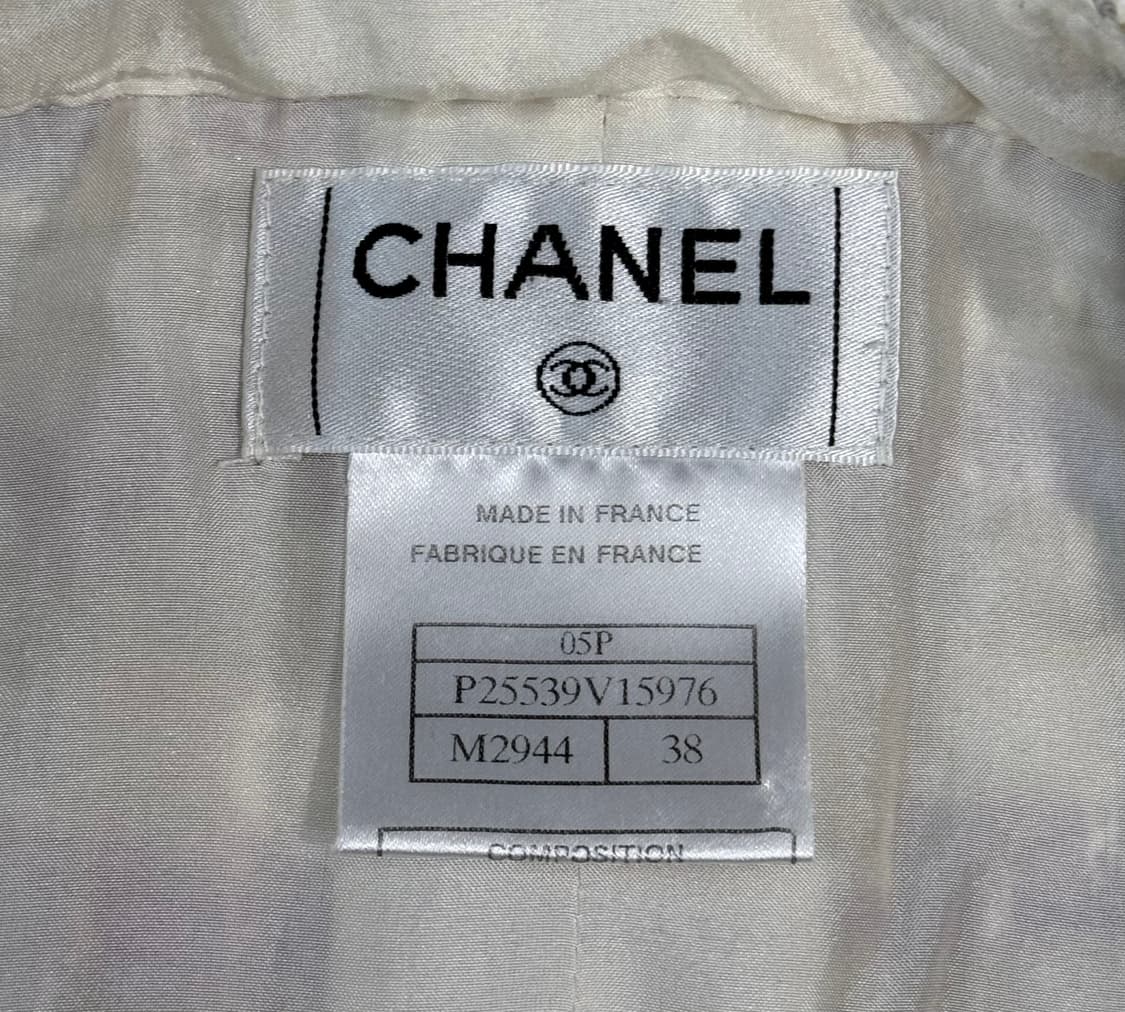 CHANEL
MADE IN FRANCE
FABRIQUE EN FRANCE
05P
P25539V15976
M2944 38
COMPOSITION